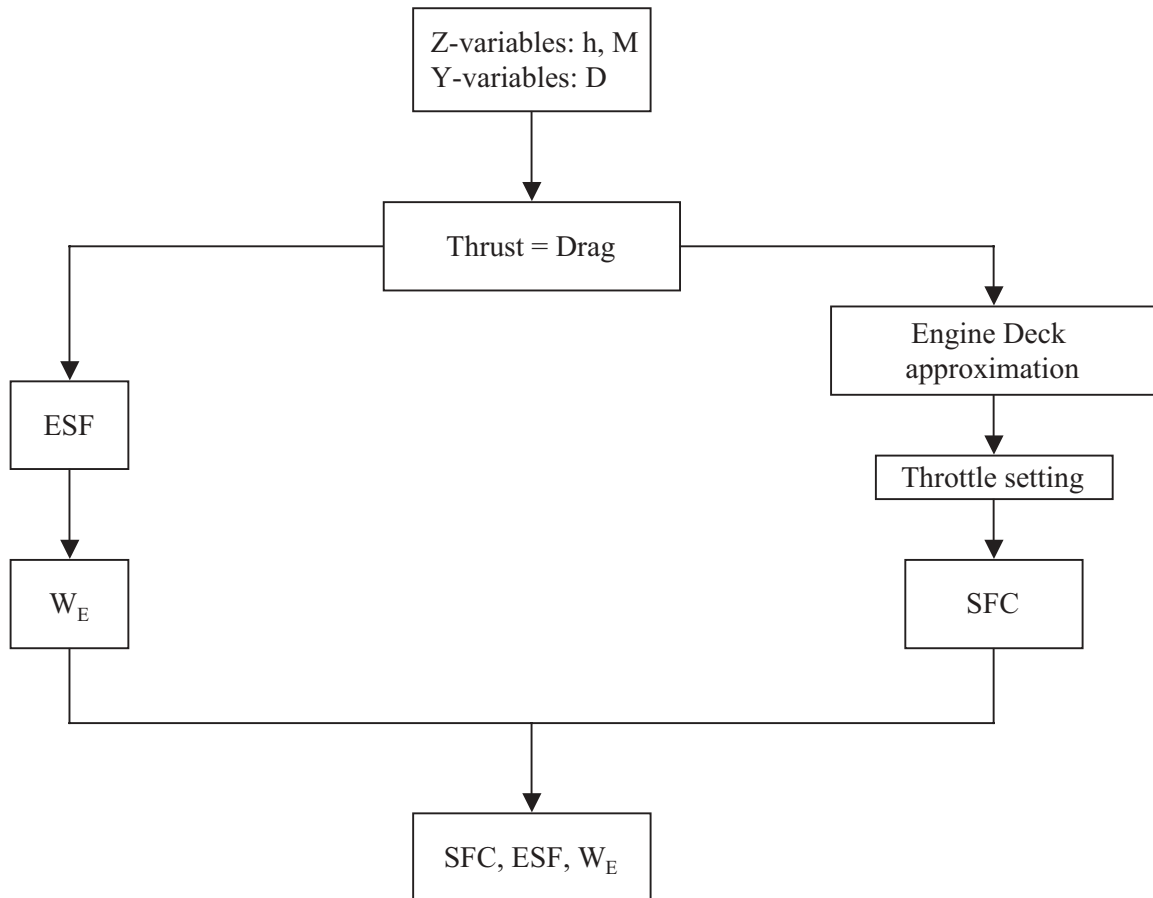 Z-variables: h, M
Y-variables: D
Thrust = Drag
Engine Deck
approximation
ESF
Throttle setting
W_E
SFC
SFC, ESF, W_E